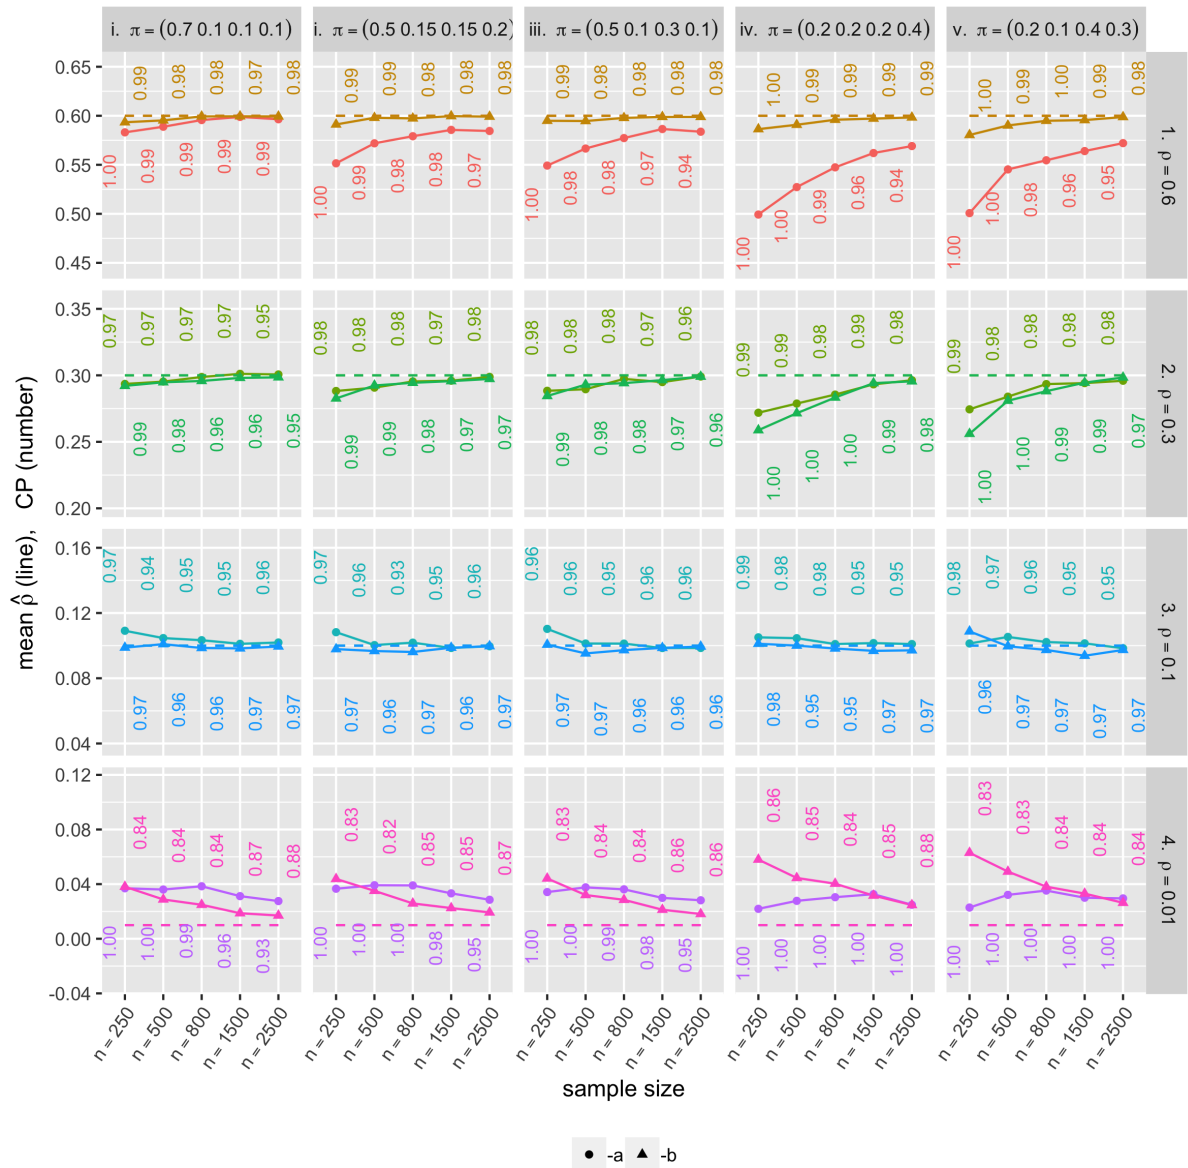 i. π = (0.7 0.1 0.1 0.1)
i. π = (0.5 0.15 0.15 0.2)
iii. π = (0.5 0.1 0.3 0.1)
iv. π = (0.2 0.2 0.2 0.4)
v. π = (0.2 0.1 0.4 0.3)
mean ρ̂ (line), CP (number)
0.65
0.60
0.55
0.50
0.45
0.99 0.98 0.98 0.97 0.98
1.00 0.99 0.99 0.99 0.99
0.99 0.99 0.98 0.98 0.98
1.00 0.99 0.98 0.98 0.97
0.99 0.98 0.98 0.98 0.98
1.00 0.98 0.98 0.97 0.94
1.00 0.99 0.99 0.99 0.99
1.00 1.00 0.99 0.96 0.94
1.00 0.99 1.00 0.99 0.98
1.00 1.00 0.98 0.96 0.95
1. ρ = 0.6
0.35
0.30
0.25
0.20
0.97 0.97 0.97 0.97 0.95
0.99 0.98 0.96 0.96 0.95
0.98 0.98 0.98 0.97 0.98
0.99 0.99 0.98 0.97 0.97
0.98 0.98 0.98 0.97 0.96
0.99 0.98 0.98 0.97 0.96
0.99 0.99 0.98 0.99 0.98
1.00 1.00 1.00 0.99 0.98
0.99 0.98 0.98 0.98 0.98
1.00 1.00 0.99 0.99 0.97
2. ρ = 0.3
0.16
0.12
0.08
0.04
0.97 0.94 0.95 0.95 0.96
0.97 0.96 0.96 0.97 0.97
0.97 0.96 0.93 0.95 0.96
0.97 0.96 0.97 0.96 0.97
0.96 0.96 0.95 0.96 0.96
0.97 0.97 0.96 0.96 0.96
0.99 0.98 0.98 0.95 0.95
0.98 0.95 0.95 0.97 0.97
0.98 0.97 0.96 0.95 0.95
0.96 0.97 0.97 0.97 0.97
3. ρ = 0.1
0.12
0.08
0.04
0.00
-0.04
0.84 0.84 0.84 0.87 0.88
1.00 1.00 0.99 0.96 0.93
0.83 0.82 0.85 0.85 0.87
1.00 1.00 1.00 0.98 0.95
0.83 0.84 0.84 0.86 0.86
1.00 1.00 0.99 0.98 0.95
0.86 0.85 0.84 0.85 0.88
1.00 1.00 1.00 1.00 1.00
0.83 0.83 0.84 0.84 0.84
1.00 1.00 1.00 1.00 1.00
4. ρ = 0.01
n = 250 n = 500 n = 800 n = 1500 n = 2500
n = 250 n = 500 n = 800 n = 1500 n = 2500
n = 250 n = 500 n = 800 n = 1500 n = 2500
n = 250 n = 500 n = 800 n = 1500 n = 2500
n = 250 n = 500 n = 800 n = 1500 n = 2500
sample size
-a -b